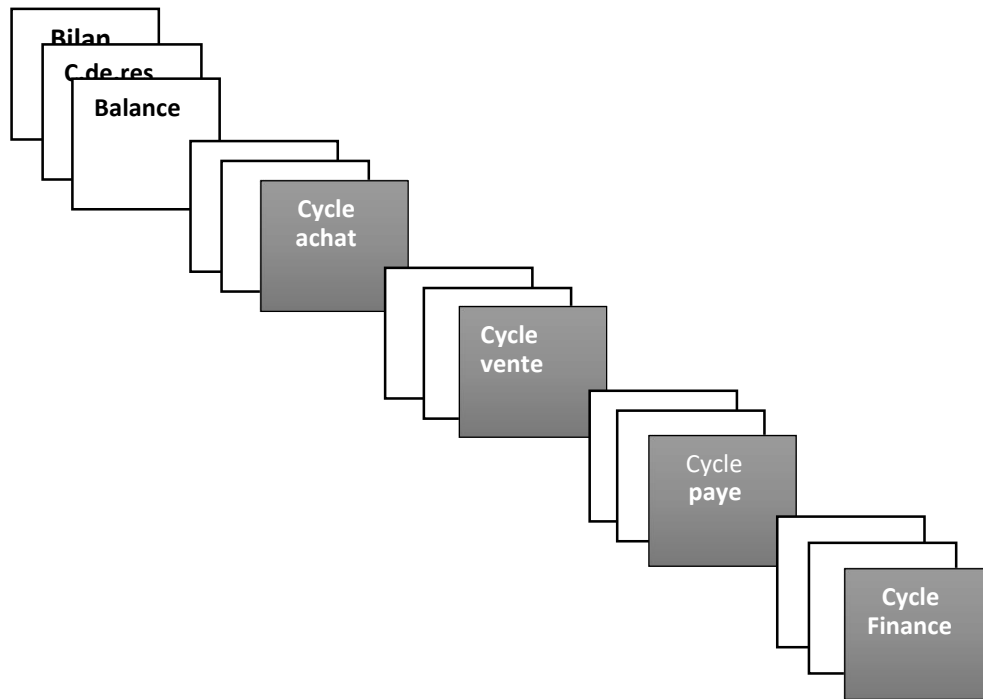 Bilan
C.de.res
Balance
Cycle
achat
Cycle
vente
Cycle
paye
Cycle
Finance